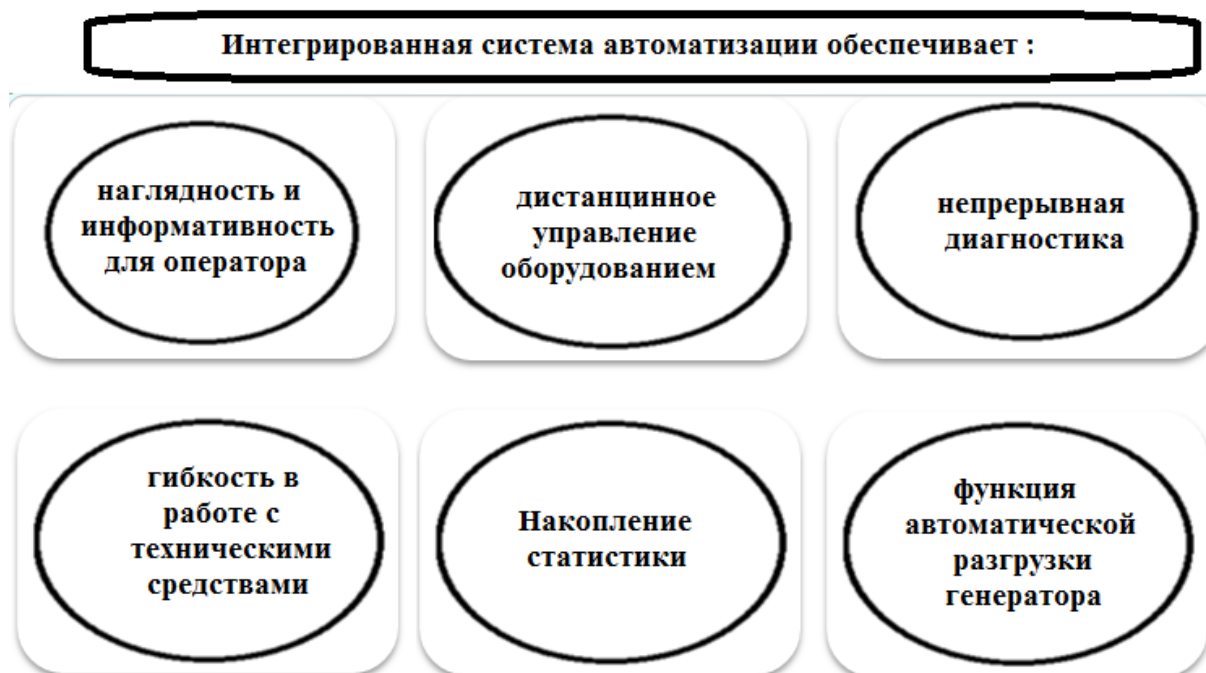 Интегрированная система автоматизации обеспечивает :
наглядность и
информативность
для оператора
дистанцинное
управление
оборудованием
непрерывная
диагностика
гибкость в
работе с
техническими
средствами
Накопление
статистики
функция
автоматической
разгрузки
генератора